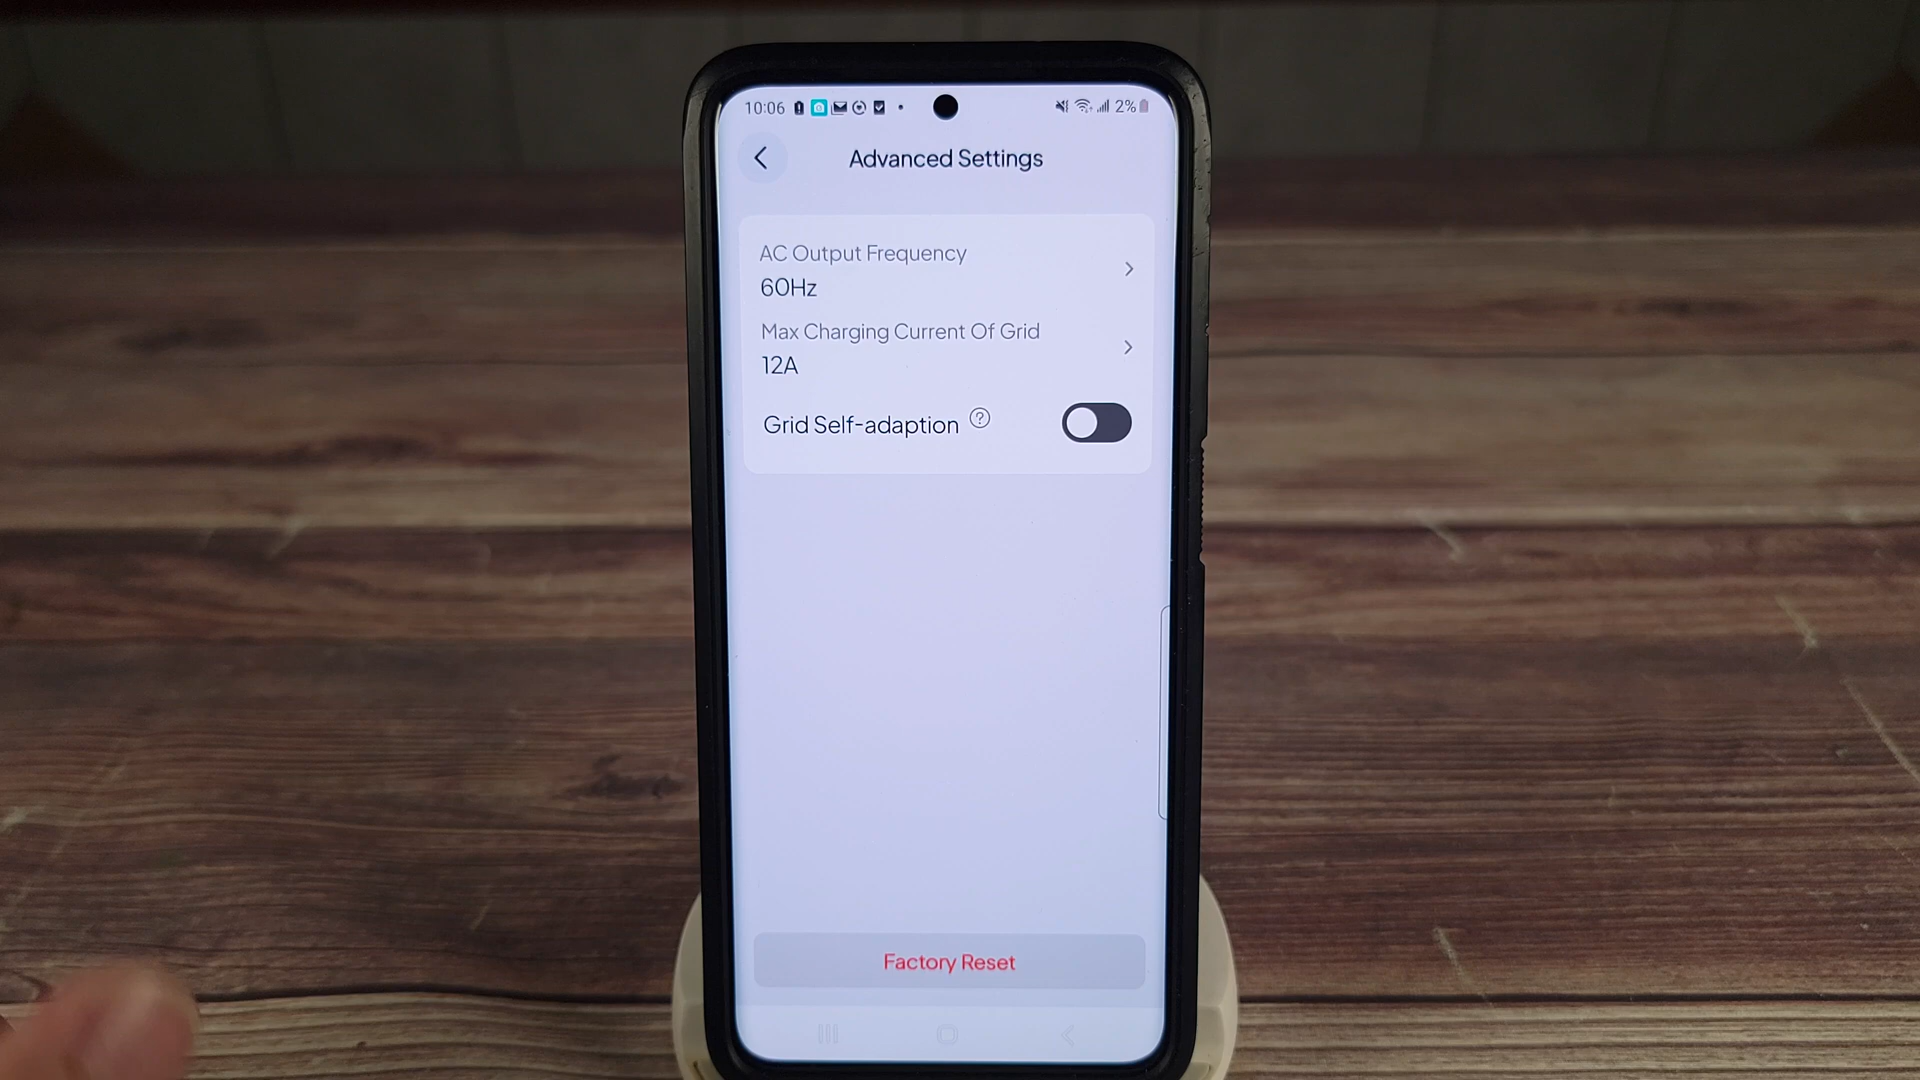 10:06 2%
Advanced Settings
AC Output Frequency
60Hz
Max Charging Current Of Grid
12A
Grid Self-adaption ?
Factory Reset